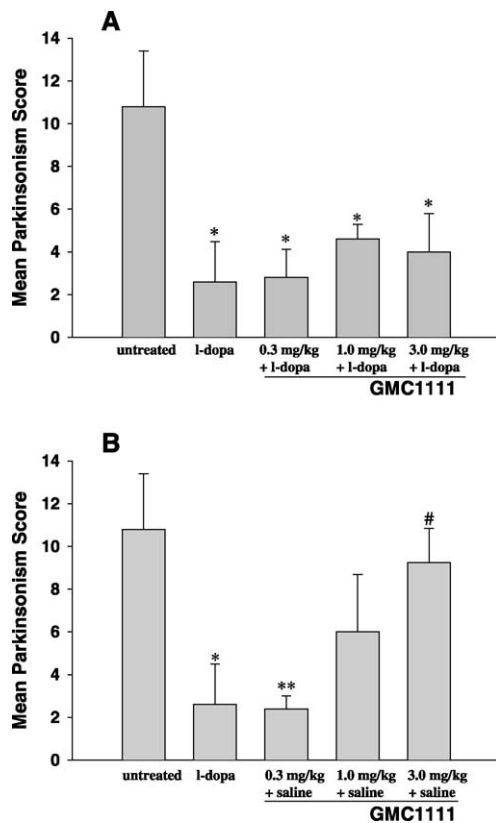 A
Mean Parkinsonism Score
14
12
10
8
6
4
2
0
*
*
*
*
untreated
l-dopa
0.3 mg/kg
+ l-dopa
1.0 mg/kg
+ l-dopa
3.0 mg/kg
+ l-dopa
GMC1111
B
Mean Parkinsonism Score
14
12
10
8
6
4
2
0
*
**
#
untreated
l-dopa
0.3 mg/kg
+ saline
1.0 mg/kg
+ saline
3.0 mg/kg
+ saline
GMC1111